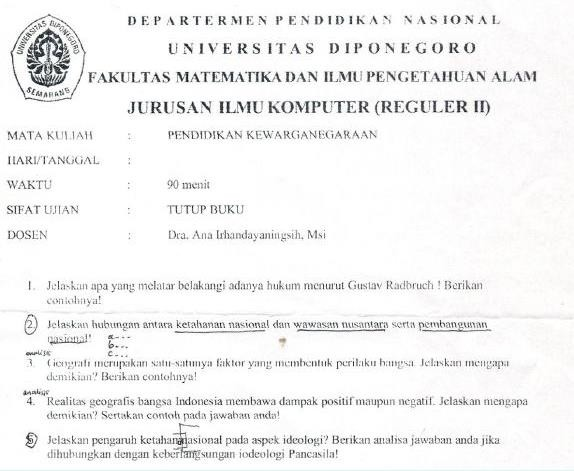 DEPARTERMEN PENDIDIKAN NASIONAL
UNIVERSITAS DIPONEGORO
FAKULTAS MATEMATIKA DAN ILMU PENGETAHUAN ALAM
JURUSAN ILMU KOMPUTER (REGULER II)
UNIVERSITAS DIPONEGORO
SEMARANG
MATA KULIAH : PENDIDIKAN KEWARGANEGARAAN
HARI/TANGGAL :
WAKTU : 90 menit
SIFAT UJIAN : TUTUP BUKU
DOSEN : Dra. Ana Irhandayaningsih, Msi
1. Jelaskan apa yang melatar belakangi adanya hukum menurut Gustav Radbruch ! Berikan
contohnya!
2. Jelaskan hubungan antara ketahanan nasional dan wawasan nusantara serta pembangunan
nasional!
a...
b...
c...
analisis
3. Geografi merupakan satu-satunya faktor yang membentuk perilaku bangsa. Jelaskan mengapa
demikian? Berikan contohnya!
analisis
4. Realitas geografis bangsa Indonesia membawa dampak positif maupun negatif. Jelaskan mengapa
demikian? Sertakan contoh pada jawaban anda!
5. Jelaskan pengaruh ketahanan nasional pada aspek ideologi? Berikan analisa jawaban anda jika
dihubungkan dengan keberlangsungan iodeologi Pancasila!